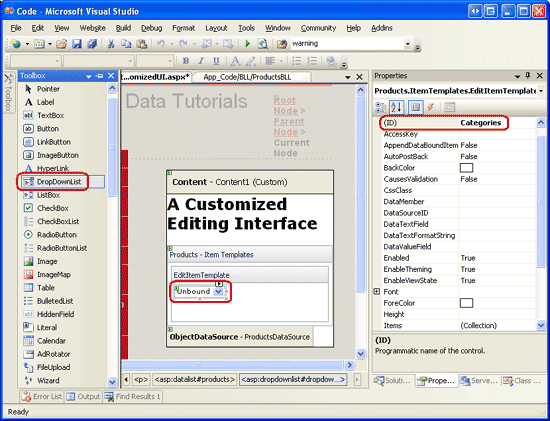 Code - Microsoft Visual Studio
File Edit View Website Build Debug Format Layout Tools Window Community Help Addins
warning
Toolbox
Toolbox
Pointer
Label
TextBox
Button
LinkButton
ImageButton
HyperLink
DropDownList
ListBox
CheckBox
CheckBoxList
RadioButton
RadioButtonList
Image
ImageMap
Table
BulletedList
HiddenField
Literal
Calendar
AdRotator
FileUpload
Wizard
...omizedUI.aspx* App_Code/BLL/ProductsBLL
Data Tutorials
Root
Node >
Parent
Node >
Current
Node
Content - Content1 (Custom)
A Customized
Editing Interface
Products - Item Templates
EditItemTemplate
Unbound
ObjectDataSource - ProductsDataSource
<p> <asp:datalist#products> <asp:dropdownlist#dropdow...>
Properties
Products.ItemTemplates.EditItemTemplate
(ID) Categories
AccessKey
AppendDataBoundItem False
AutoPostBack False
BackColor
CausesValidation False
CssClass
DataMember
DataSourceID
DataTextField
DataTextFormatString
DataValueField
Enabled True
EnableTheming True
EnableViewState True
Font
ForeColor
Height
Items (Collection)
(ID)
Programmatic name of the control.
Soluti... Prope... Serve... Class ...
Error List Output Find Results 1
Ready